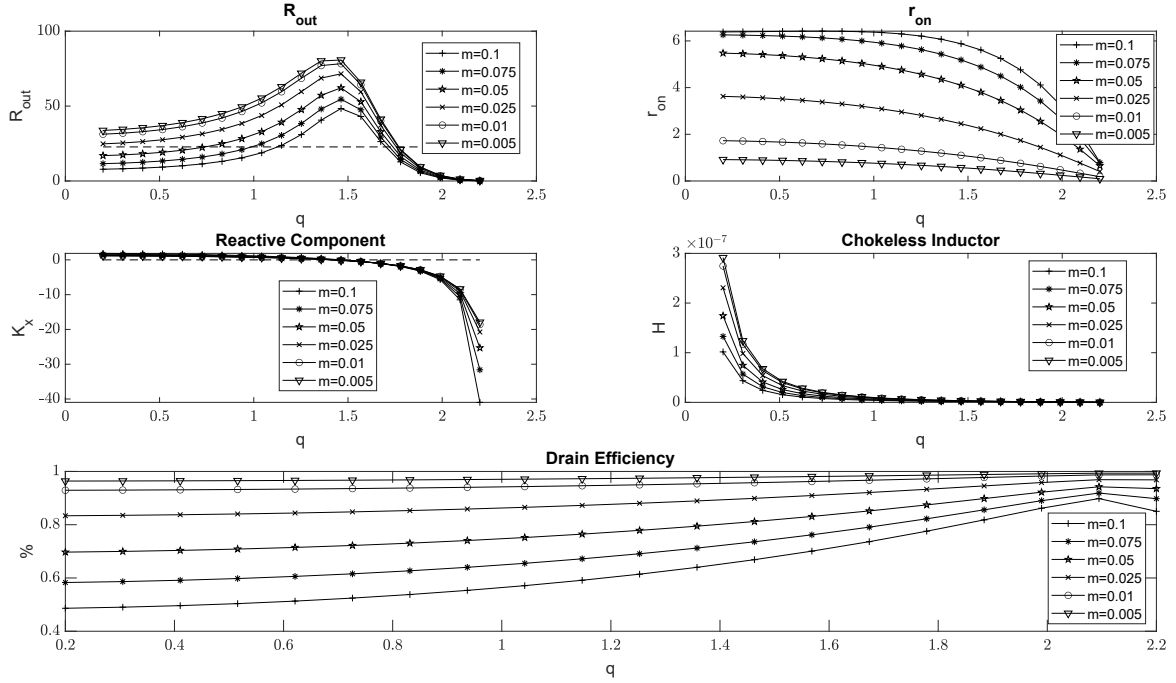 R_out
100
50
0
R_out
0 0.5 1 1.5 2 2.5
q
m=0.1
m=0.075
m=0.05
m=0.025
m=0.01
m=0.005
r_on
6
4
2
0
r_on
0 0.5 1 1.5 2 2.5
q
m=0.1
m=0.075
m=0.05
m=0.025
m=0.01
m=0.005
Reactive Component
0
-10
-20
-30
-40
K_x
0 0.5 1 1.5 2 2.5
q
m=0.1
m=0.075
m=0.05
m=0.025
m=0.01
m=0.005
Chokeless Inductor
×10⁻⁷
3
2
1
0
H
0 0.5 1 1.5 2 2.5
q
m=0.1
m=0.075
m=0.05
m=0.025
m=0.01
m=0.005
Drain Efficiency
1
0.8
0.6
0.4
%
0.2 0.4 0.6 0.8 1 1.2 1.4 1.6 1.8 2 2.2
q
m=0.1
m=0.075
m=0.05
m=0.025
m=0.01
m=0.005